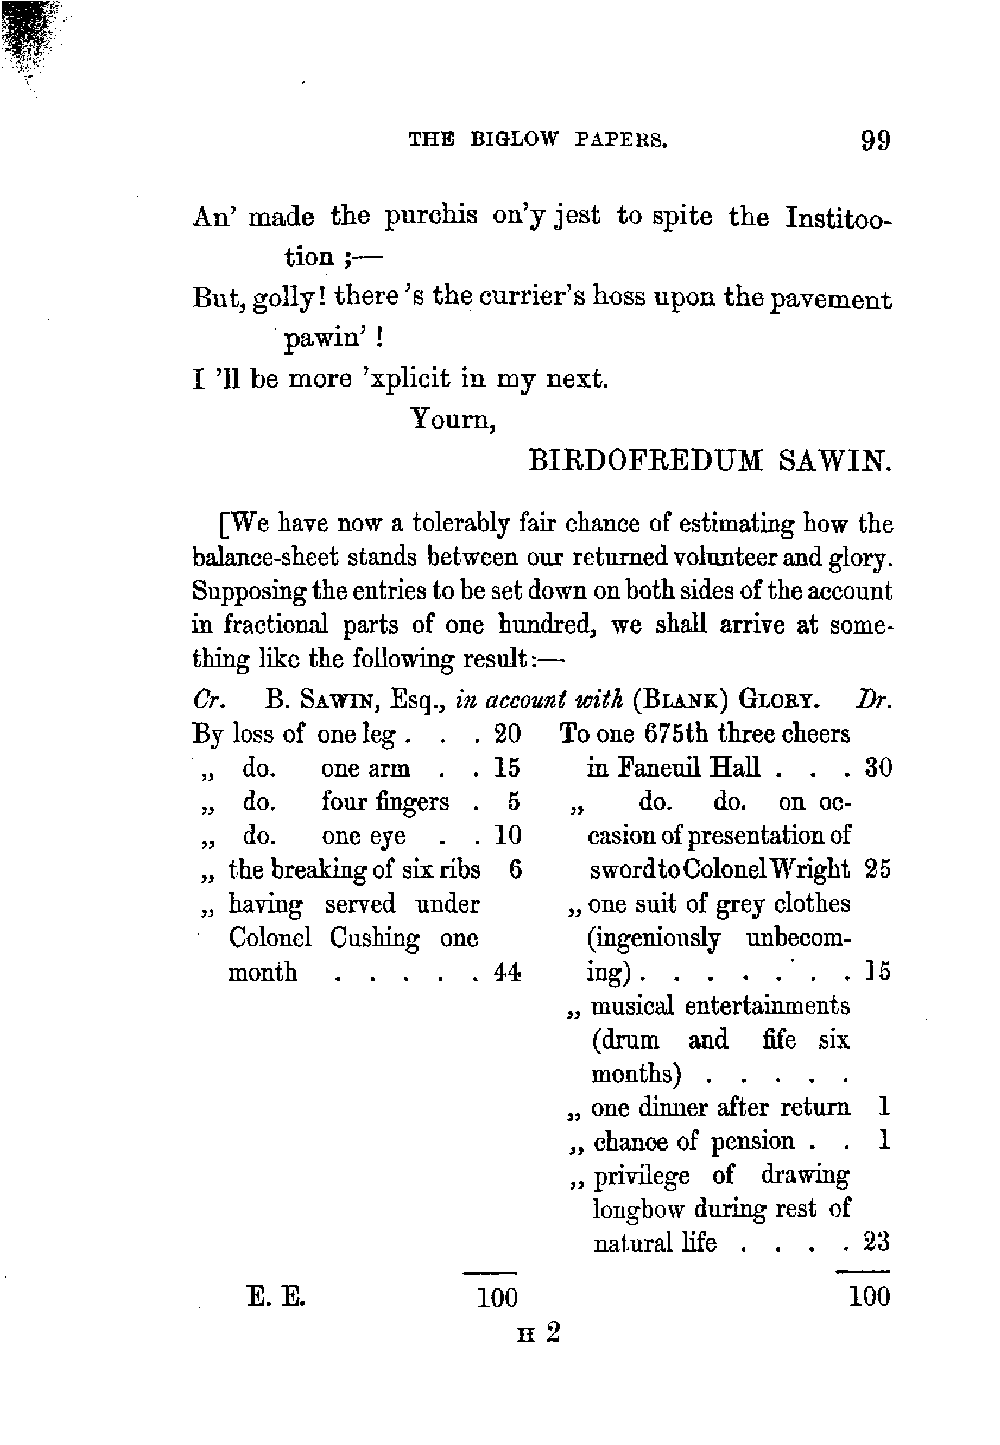 THE BIGLOW PAPERS. 99
An' made the purchis on'y jest to spite the Institoo-
tion ;—
But, golly! there 's the currier's hoss upon the pavement
pawin' !
I 'll be more 'xplicit in my next.
Yourn,
BIRDOFREDUM SAWIN.
[We have now a tolerably fair chance of estimating how the
balance-sheet stands between our returned volunteer and glory.
Supposing the entries to be set down on both sides of the account
in fractional parts of one hundred, we shall arrive at some-
thing like the following result:—
Cr. B. SAWIN, Esq., in account with (BLANK) GLORY. Dr.
By loss of one leg . . . 20
„ do. one arm . . 15
„ do. four fingers . 5
„ do. one eye . . 10
„ the breaking of six ribs 6
„ having served under
Colonel Cushing one
month . . . . . 44
To one 675th three cheers
in Faneuil Hall . . . 30
„ do. do. on oc-
casion of presentation of
sword to Colonel Wright 25
„ one suit of grey clothes
(ingeniously unbecom-
ing) . . . . . . . 15
„ musical entertainments
(drum and fife six
months) . . . . .
„ one dinner after return 1
„ chance of pension . . 1
„ privilege of drawing
longbow during rest of
natural life . . . . 23
E. E. 100 100
H 2